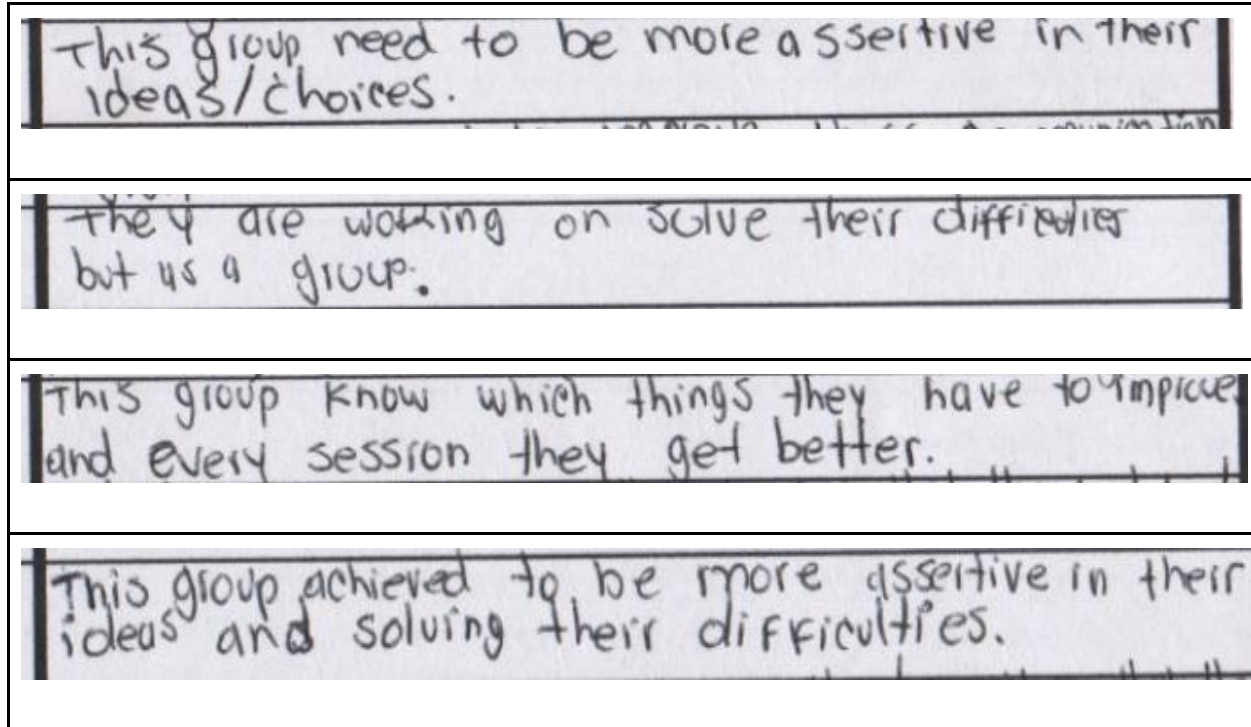 This group need to be more assertive in their
ideas/choices.
They are working on solve their difficulties
but as a group.
This group know which things they have to improve
and every session they get better.
This group achieved to be more assertive in their
ideas and solving their difficulties.